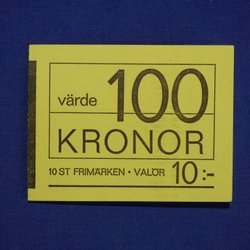 värde 100
KRONOR
10 ST FRIMÄRKEN • VALÖR 10:-